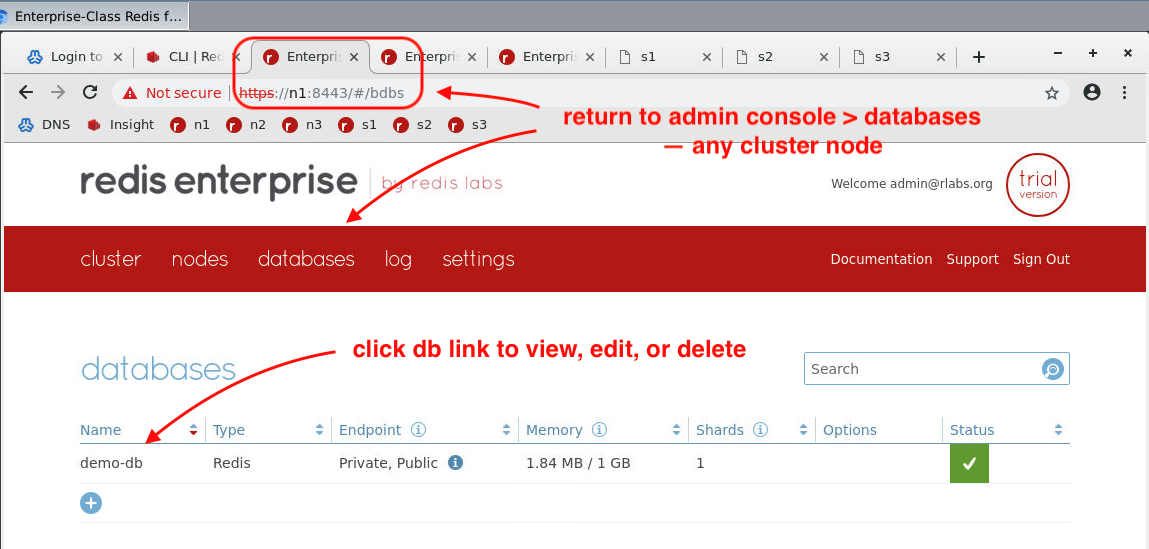 Enterprise-Class Redis f...
Login to CLI | Red Enterpri Enterpri Enterpris s1 s2 s3
Not secure https://n1:8443/#/bdbs
DNS Insight n1 n2 n3 s1 s2 s3
return to admin console > databases
— any cluster node
redis enterprise by redis labs
Welcome admin@rlabs.org
trial
version
cluster nodes databases log settings
Documentation Support Sign Out
click db link to view, edit, or delete
databases
Search
Name Type Endpoint Memory Shards Options Status
demo-db Redis Private, Public 1.84 MB / 1 GB 1